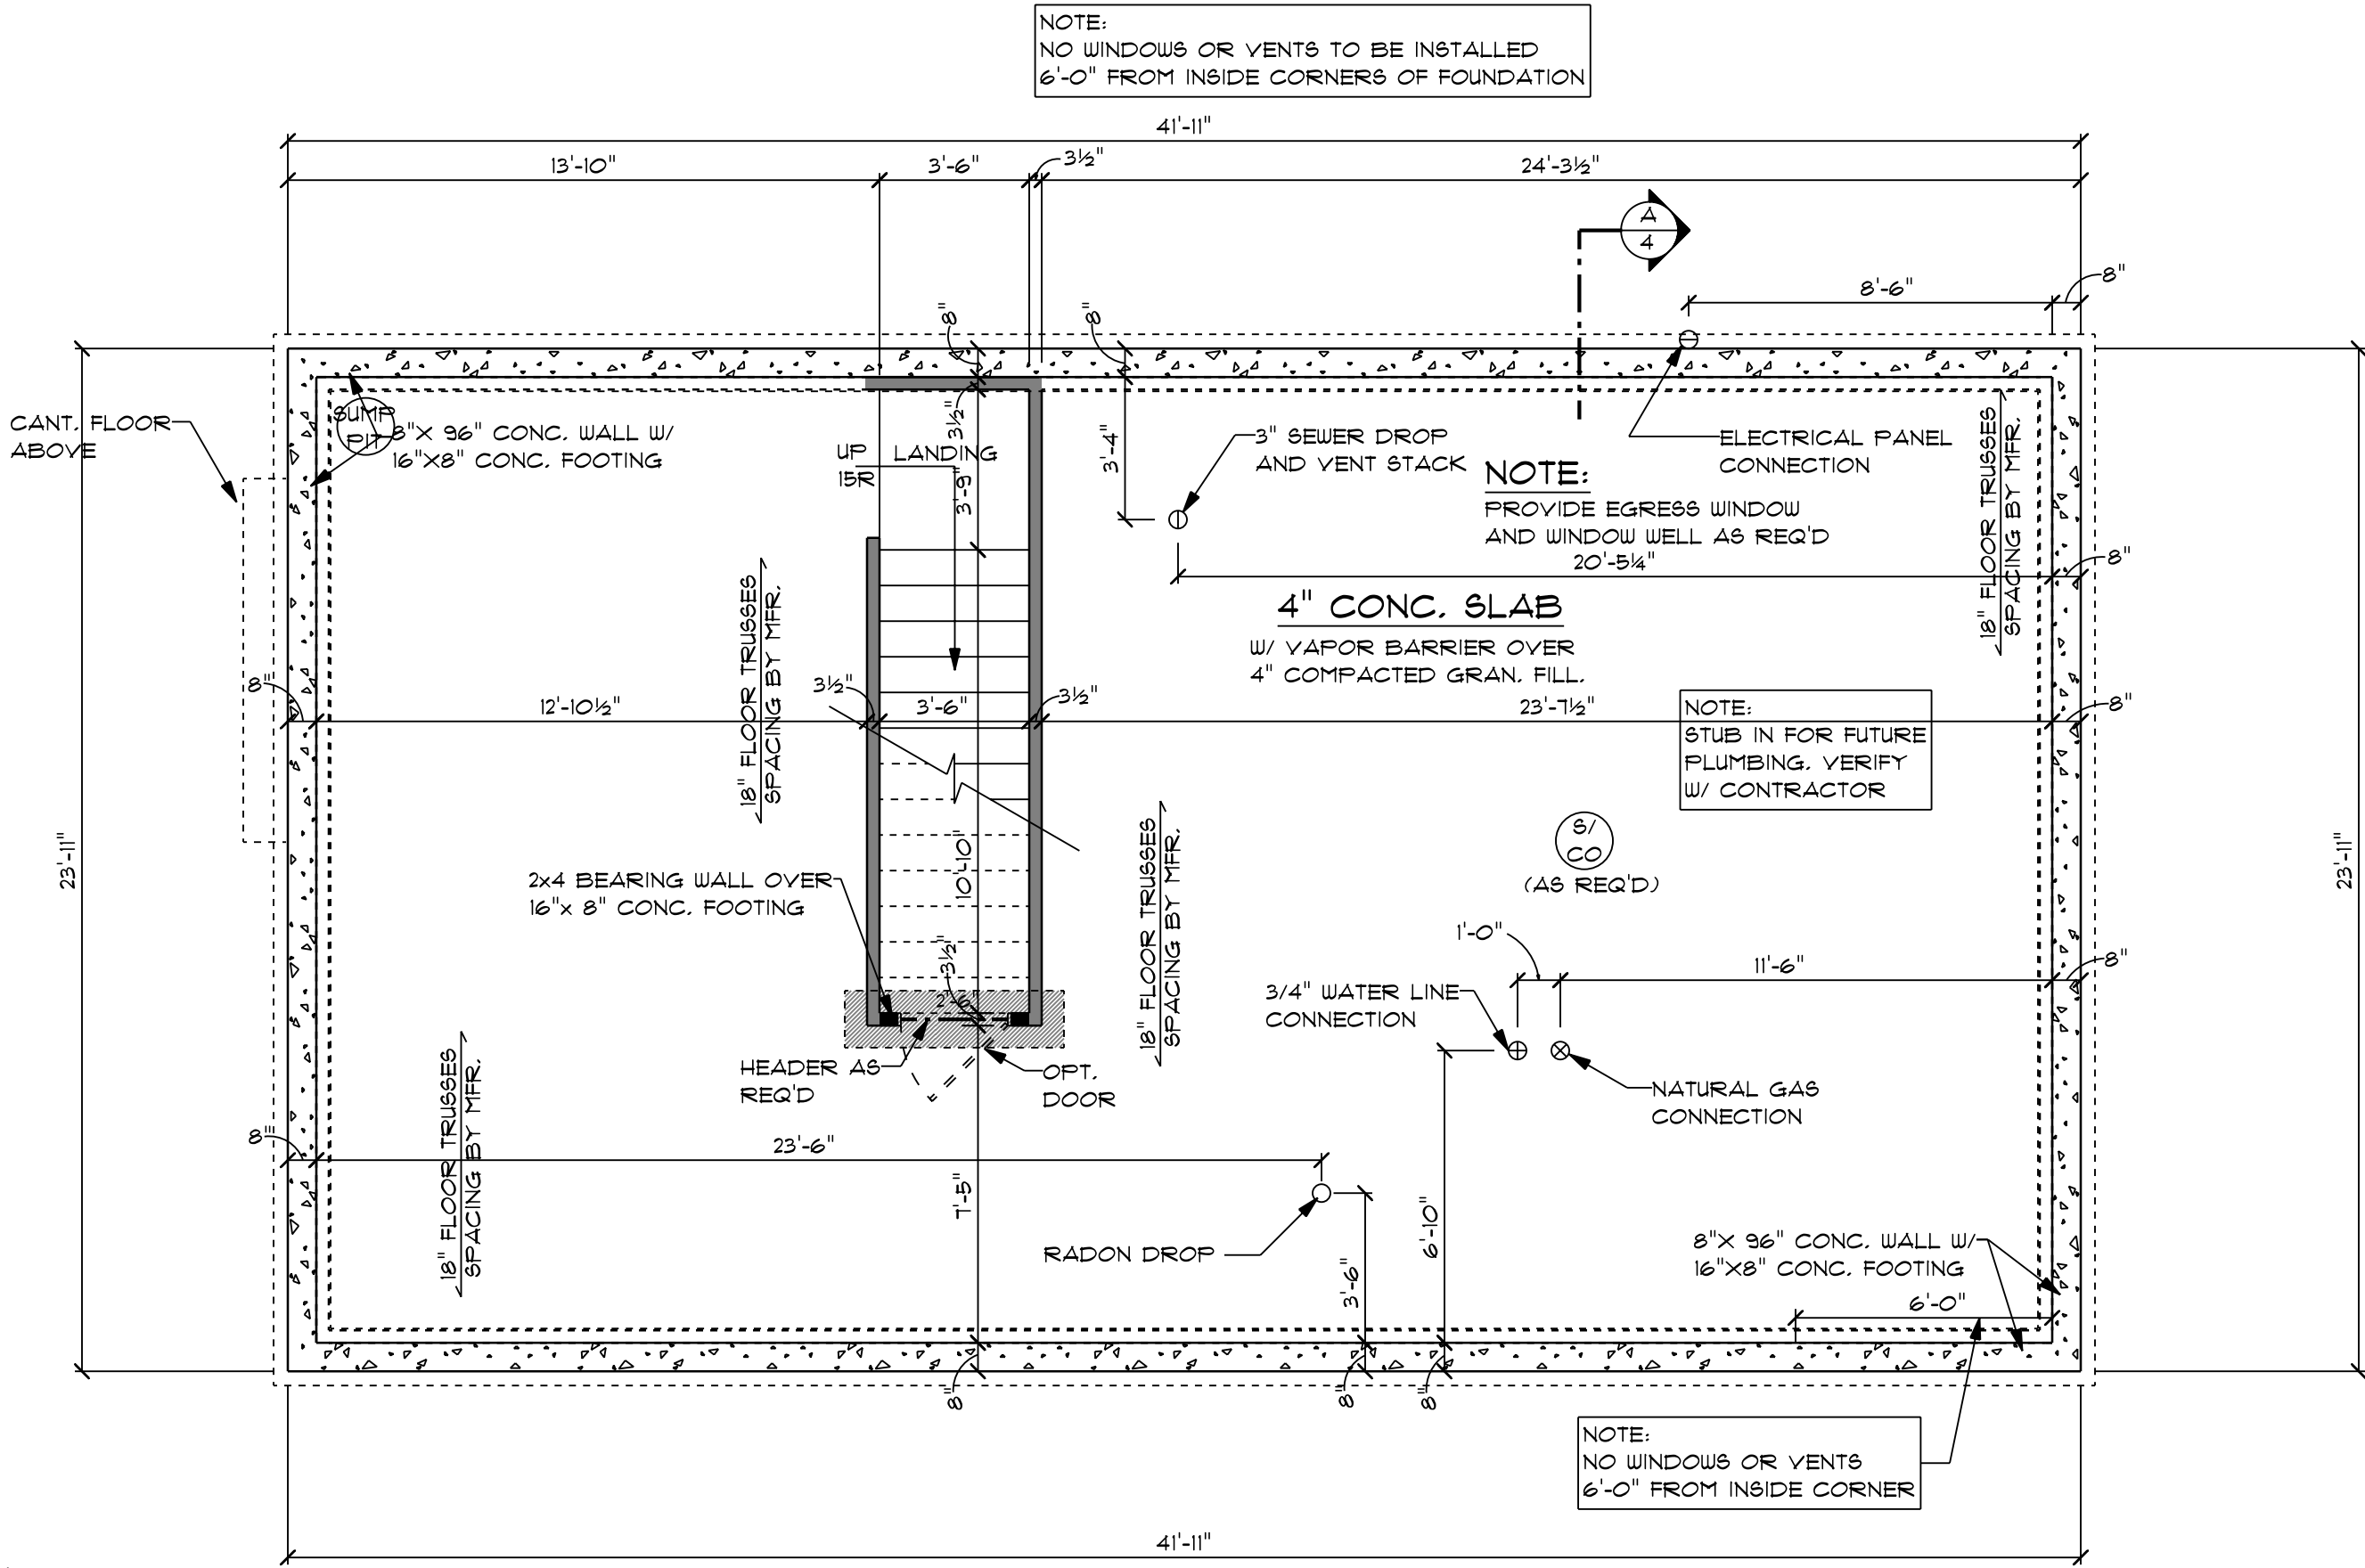 NOTE:
NO WINDOWS OR VENTS TO BE INSTALLED
6'-0" FROM INSIDE CORNERS OF FOUNDATION
41'-11"
13'-10"
3'-6"
3½"
24'-3½"
A
4
8'-6"
8"
8"
8"
CANT. FLOOR
ABOVE
SUMP
PIT
8"X 96" CONC. WALL W/
16"X8" CONC. FOOTING
UP
15R
LANDING
3½"
3'-9"
3'-4"
3" SEWER DROP
AND VENT STACK
NOTE:
PROVIDE EGRESS WINDOW
AND WINDOW WELL AS REQ'D
ELECTRICAL PANEL
CONNECTION
18" FLOOR TRUSSES
SPACING BY MFR.
20'-5¼"
8"
4" CONC. SLAB
W/ VAPOR BARRIER OVER
4" COMPACTED GRAN. FILL.
18" FLOOR TRUSSES
SPACING BY MFR.
8"
12'-10½"
3½"
3'-6"
3½"
23'-7½"
8"
NOTE:
STUB IN FOR FUTURE
PLUMBING. VERIFY
W/ CONTRACTOR
23'-11"
23'-11"
S/
CO
(AS REQ'D)
2x4 BEARING WALL OVER
16"x 8" CONC. FOOTING
10'-10"
18" FLOOR TRUSSES
SPACING BY MFR.
1'-0"
11'-6"
8"
3½"
2'-6"
3/4" WATER LINE
CONNECTION
HEADER AS
REQ'D
OPT.
DOOR
NATURAL GAS
CONNECTION
18" FLOOR TRUSSES
SPACING BY MFR.
8"
23'-6"
7'-5"
RADON DROP
3'-6"
6'-10"
8"X 96" CONC. WALL W/
16"X8" CONC. FOOTING
6'-0"
8"
8"
8"
NOTE:
NO WINDOWS OR VENTS
6'-0" FROM INSIDE CORNER
41'-11"